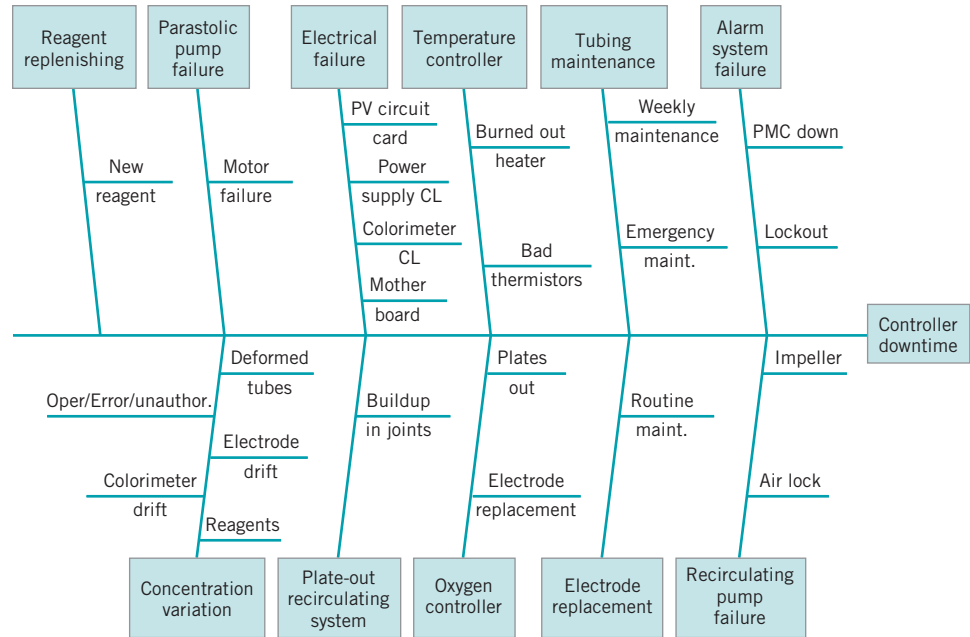 Reagent
replenishing
Parastolic
pump
failure
Electrical
failure
Temperature
controller
Tubing
maintenance
Alarm
system
failure
New
reagent
Motor
failure
PV circuit
card
Power
supply CL
Colorimeter
CL
Mother
board
Burned out
heater
Bad
thermistors
Weekly
maintenance
Emergency
maint.
PMC down
Lockout
Controller
downtime
Deformed
tubes
Oper/Error/unauthor.
Electrode
drift
Colorimeter
drift
Reagents
Buildup
in joints
Plates
out
Electrode
replacement
Routine
maint.
Impeller
Air lock
Concentration
variation
Plate-out
recirculating
system
Oxygen
controller
Electrode
replacement
Recirculating
pump
failure